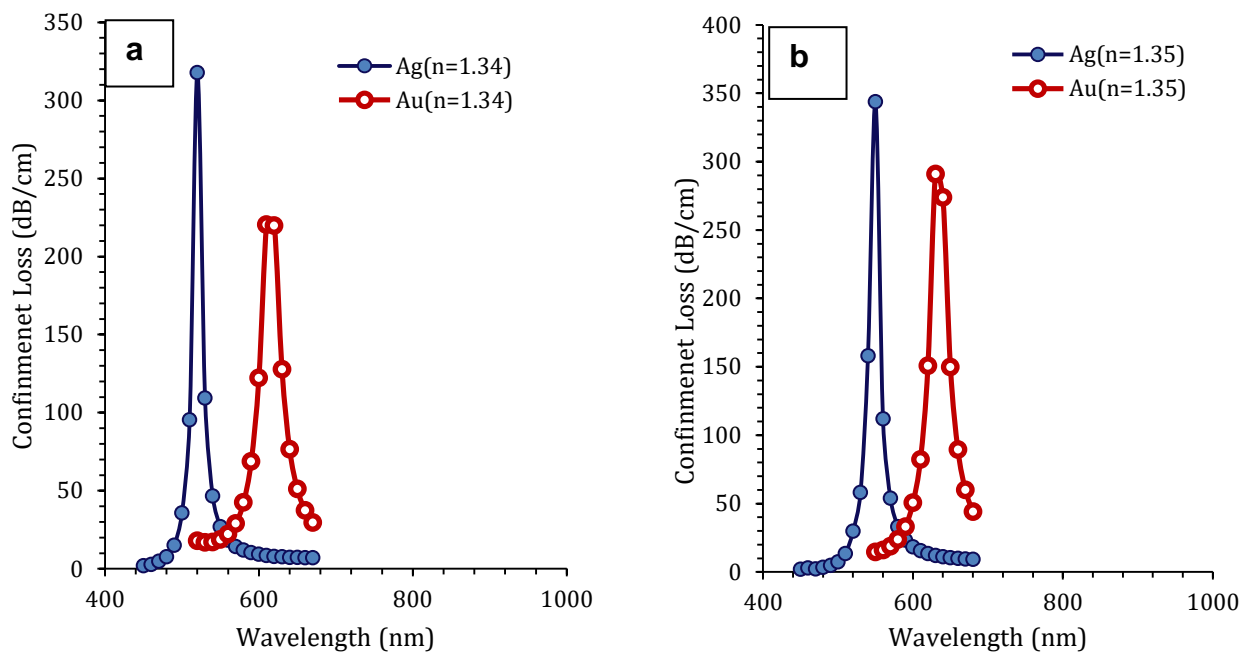 a
Ag(n=1.34)
Au(n=1.34)
350
300
250
200
150
100
50
0
400
600
800
1000
Confinmenet Loss (dB/cm)
Wavelength (nm)
b
Ag(n=1.35)
Au(n=1.35)
400
350
300
250
200
150
100
50
0
400
600
800
1000
Confinmenet Loss (dB/cm)
Wavelength (nm)